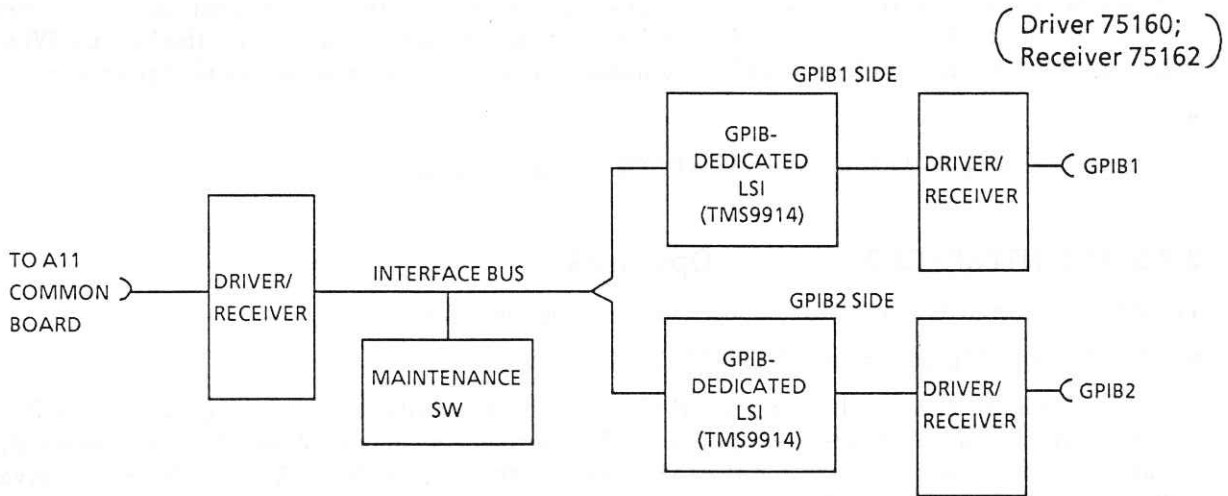 Driver 75160;
Receiver 75162
GPIB1 SIDE
GPIB-
DEDICATED
LSI
(TMS9914)
DRIVER/
RECEIVER
GPIB1
TO A11
COMMON
BOARD
DRIVER/
RECEIVER
INTERFACE BUS
MAINTENANCE
SW
GPIB2 SIDE
GPIB-
DEDICATED
LSI
(TMS9914)
DRIVER/
RECEIVER
GPIB2